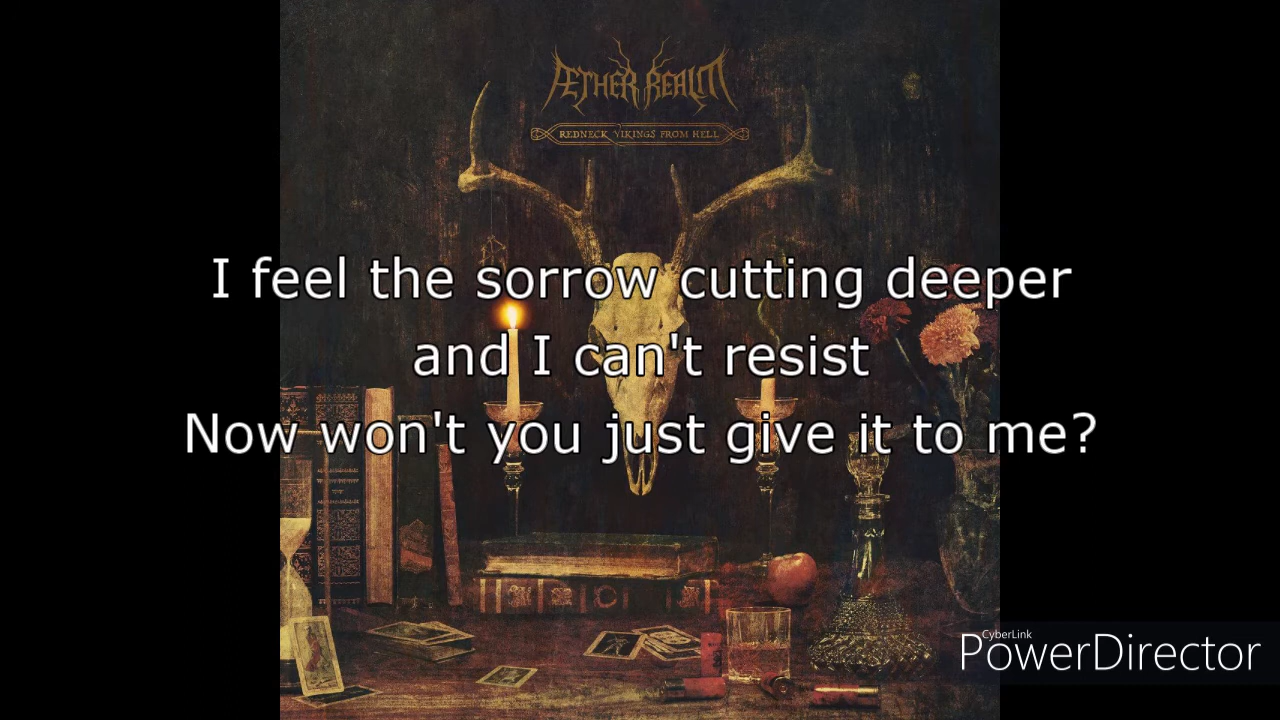 ÆTHER REALM
REDNECK VIKINGS FROM HELL
I feel the sorrow cutting deeper
and I can't resist
Now won't you just give it to me?
CyberLink
PowerDirector